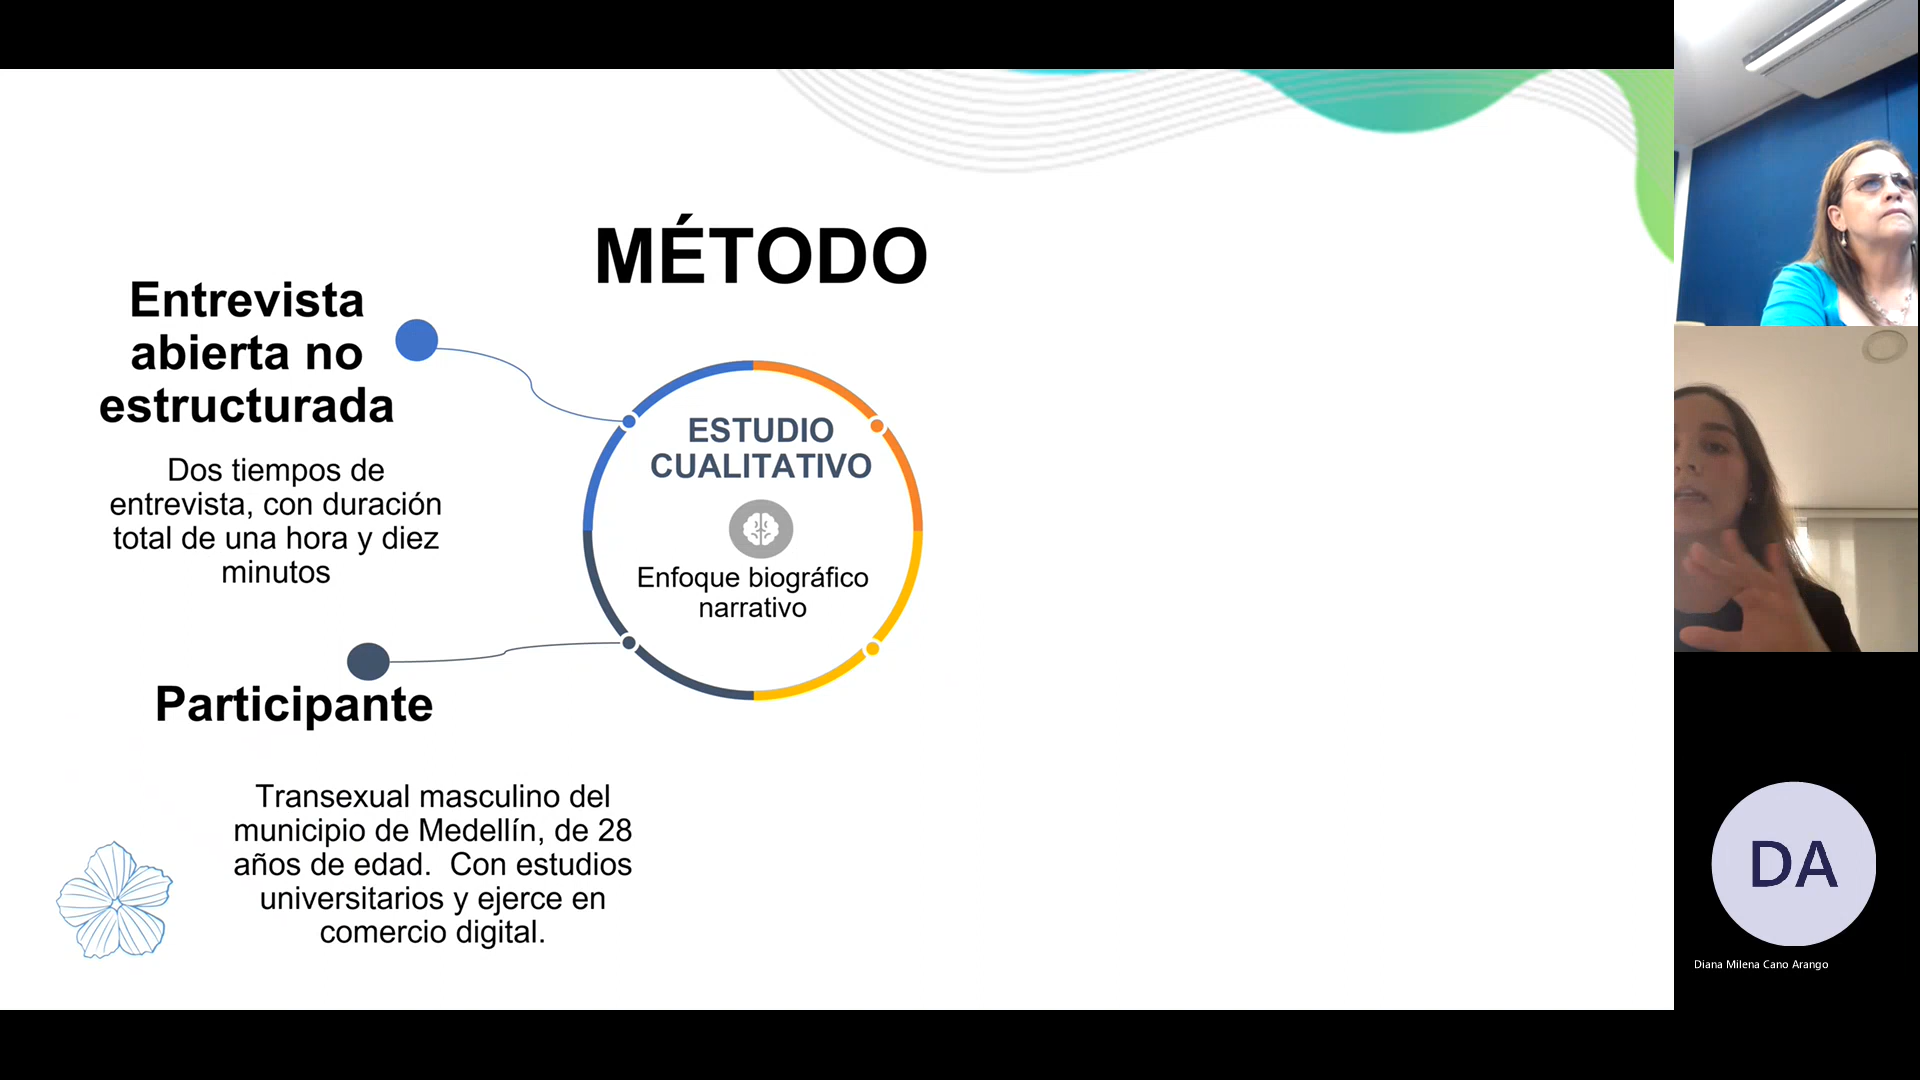 MÉTODO
Entrevista
abierta no
estructurada
Dos tiempos de
entrevista, con duración
total de una hora y diez
minutos
ESTUDIO
CUALITATIVO
Enfoque biográfico
narrativo
Participante
Transexual masculino del
municipio de Medellín, de 28
años de edad.  Con estudios
universitarios y ejerce en
comercio digital.
DA
Diana Milena Cano Arango